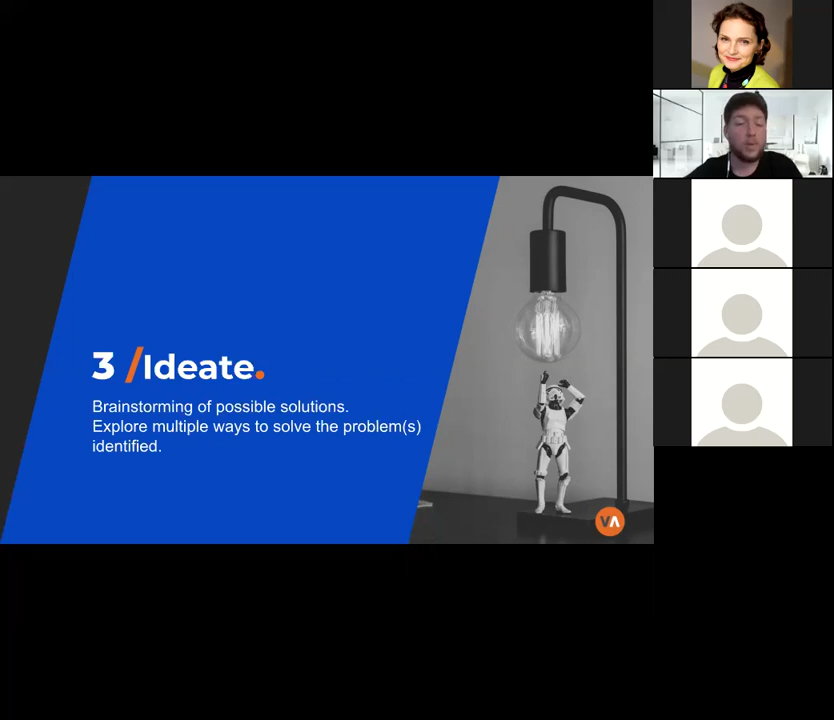 3 /Ideate.
Brainstorming of possible solutions.
Explore multiple ways to solve the problem(s)
identified.
VA